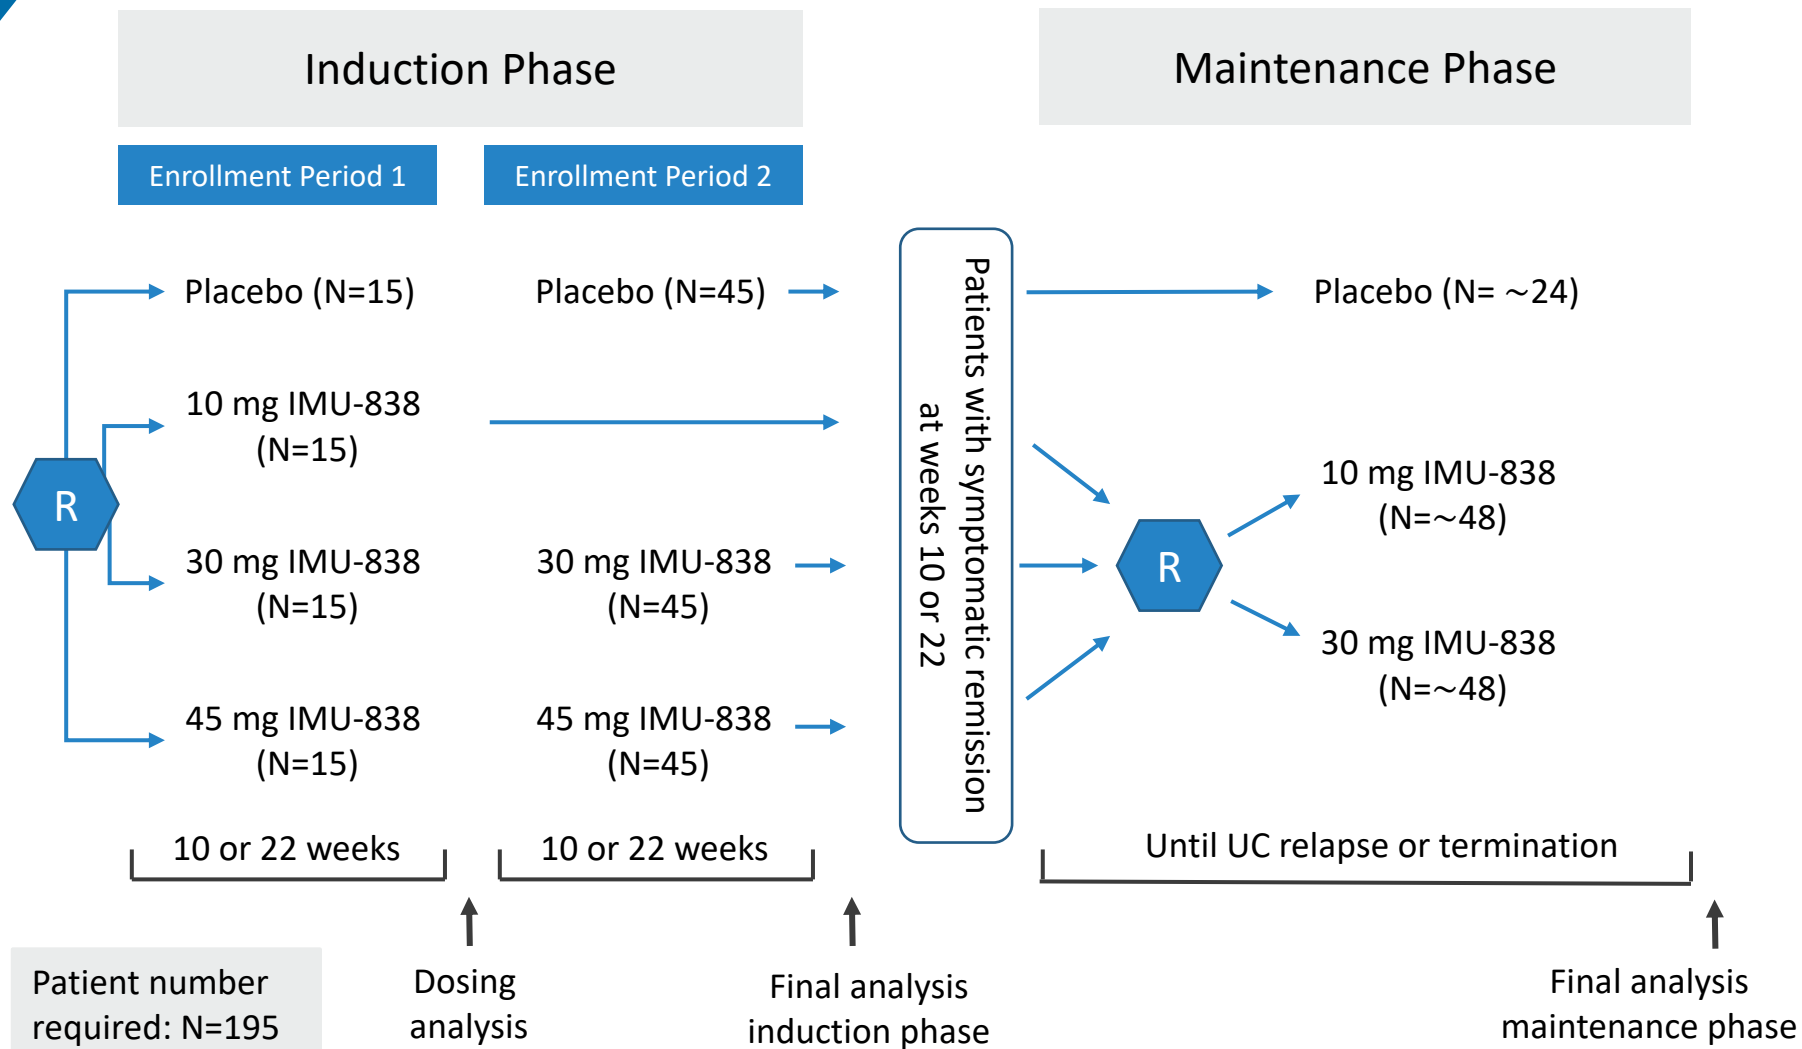 Induction Phase
Maintenance Phase
Enrollment Period 1
Enrollment Period 2
Placebo (N=15)
Placebo (N=45)
Placebo (N= ~24)
10 mg IMU-838
(N=15)
R
30 mg IMU-838
(N=15)
30 mg IMU-838
(N=45)
45 mg IMU-838
(N=15)
45 mg IMU-838
(N=45)
Patients with symptomatic remission
at weeks 10 or 22
R
10 mg IMU-838
(N=~48)
30 mg IMU-838
(N=~48)
10 or 22 weeks
10 or 22 weeks
Until UC relapse or termination
Patient number
required: N=195
Dosing
analysis
Final analysis
induction phase
Final analysis
maintenance phase